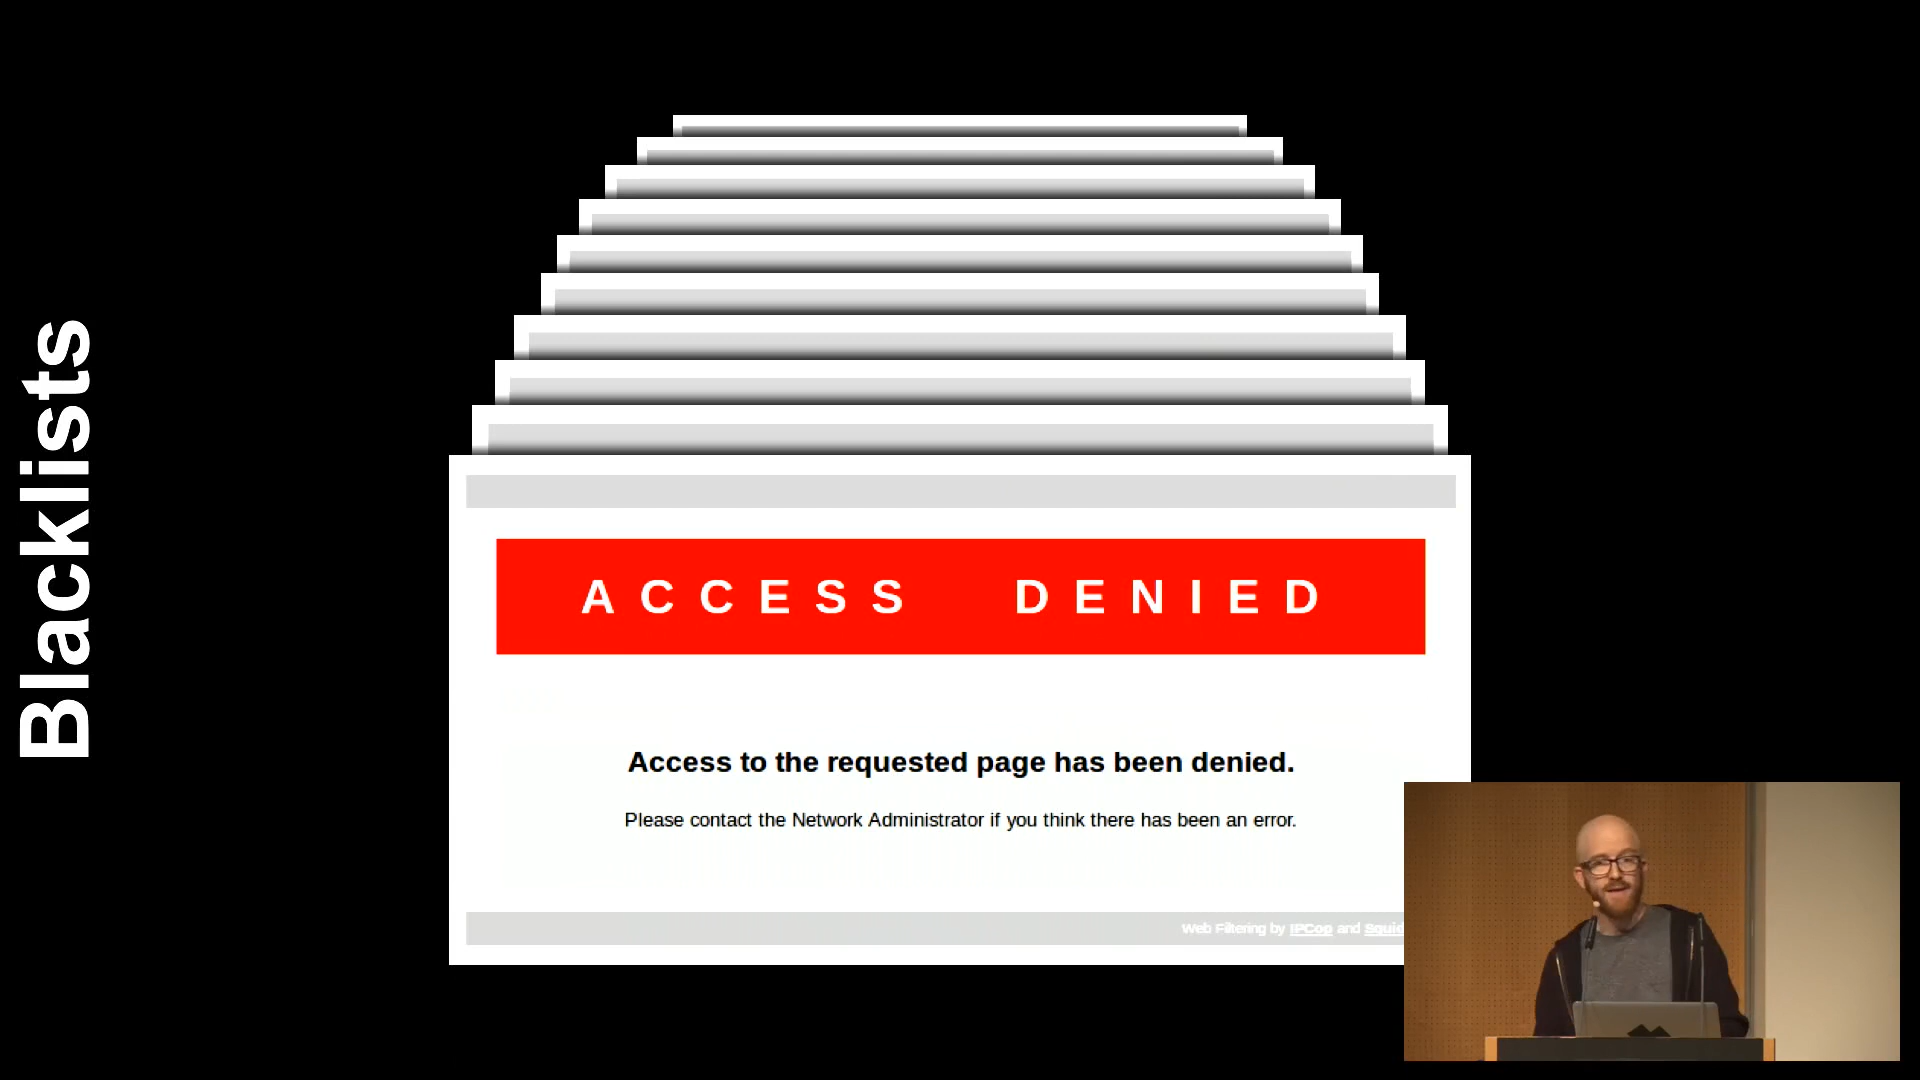 Blacklists
ACCESS DENIED
Access to the requested page has been denied.
Please contact the Network Administrator if you think there has been an error.
Web Filtering by IPCop and Squid